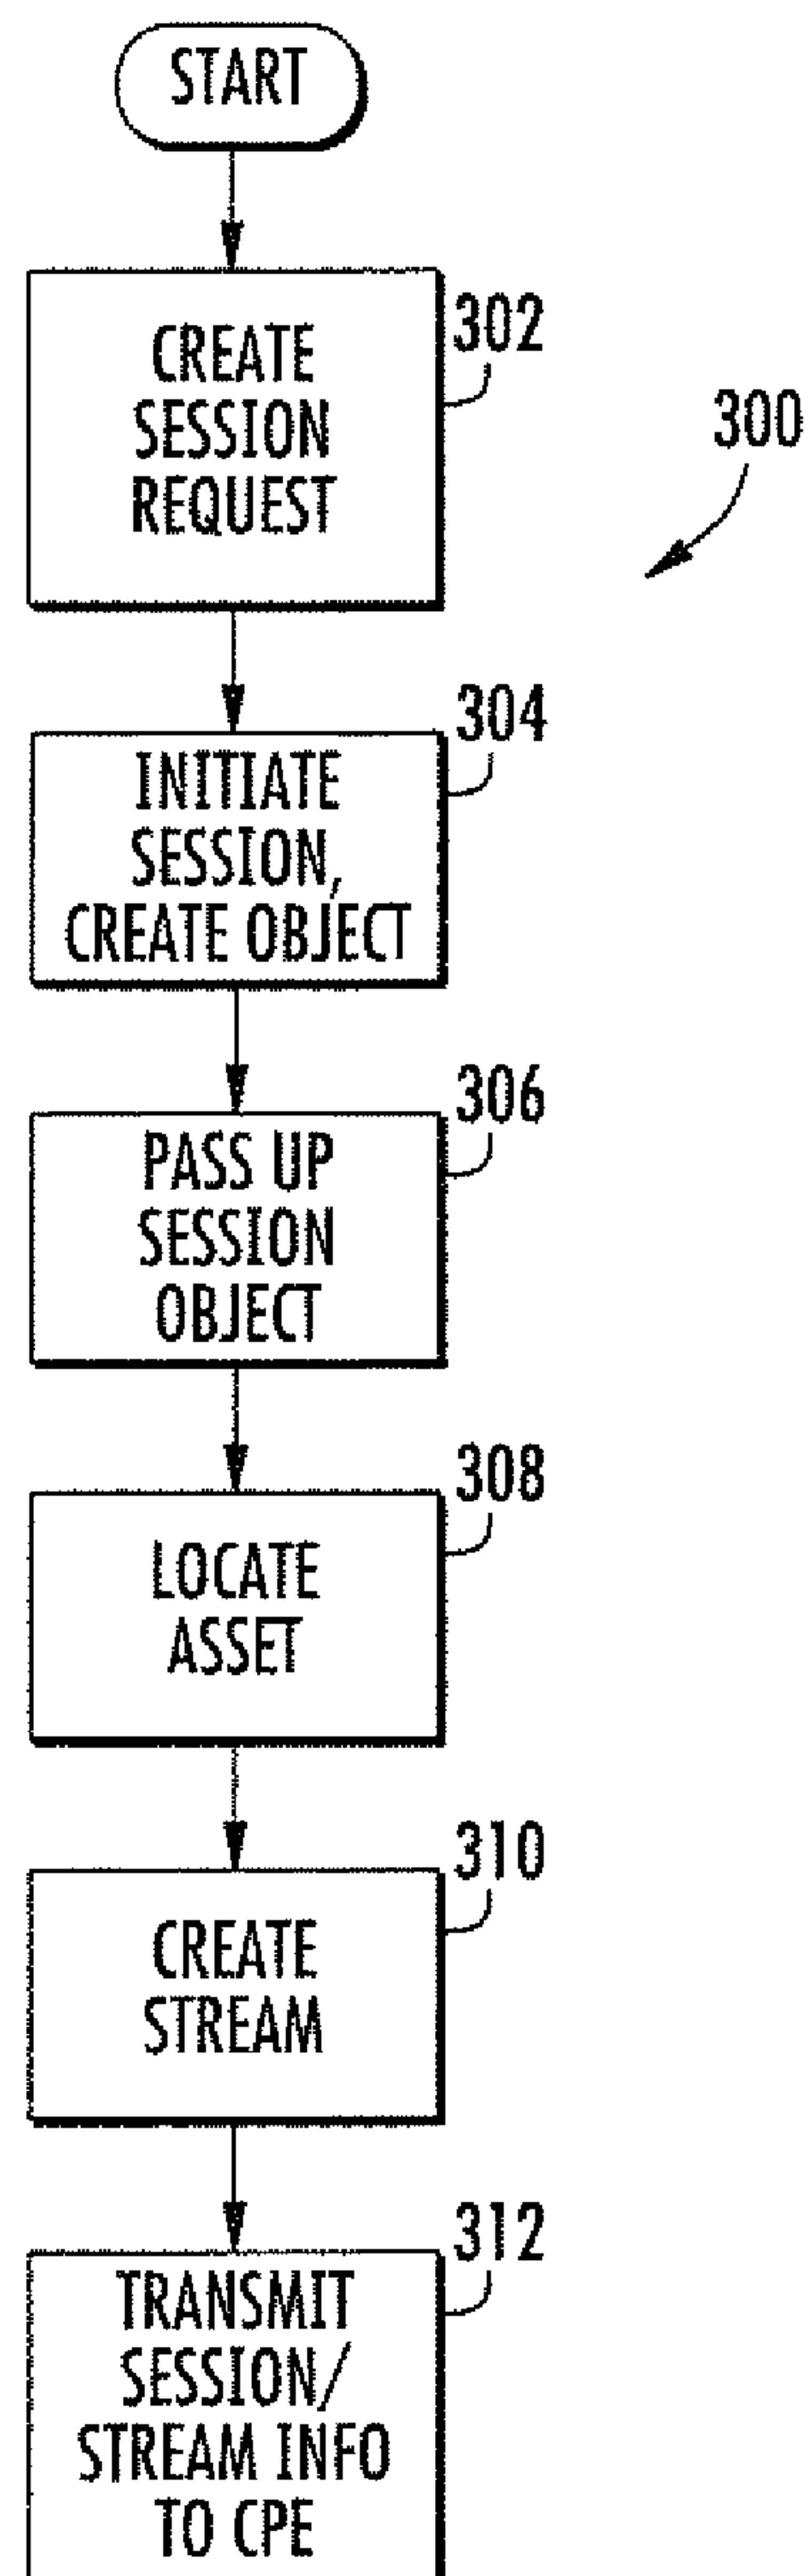 START
CREATE
SESSION
REQUEST
302
300
INITIATE
SESSION,
CREATE OBJECT
304
PASS UP
SESSION
OBJECT
306
LOCATE
ASSET
308
CREATE
STREAM
310
TRANSMIT
SESSION/
STREAM INFO
TO CPE
312